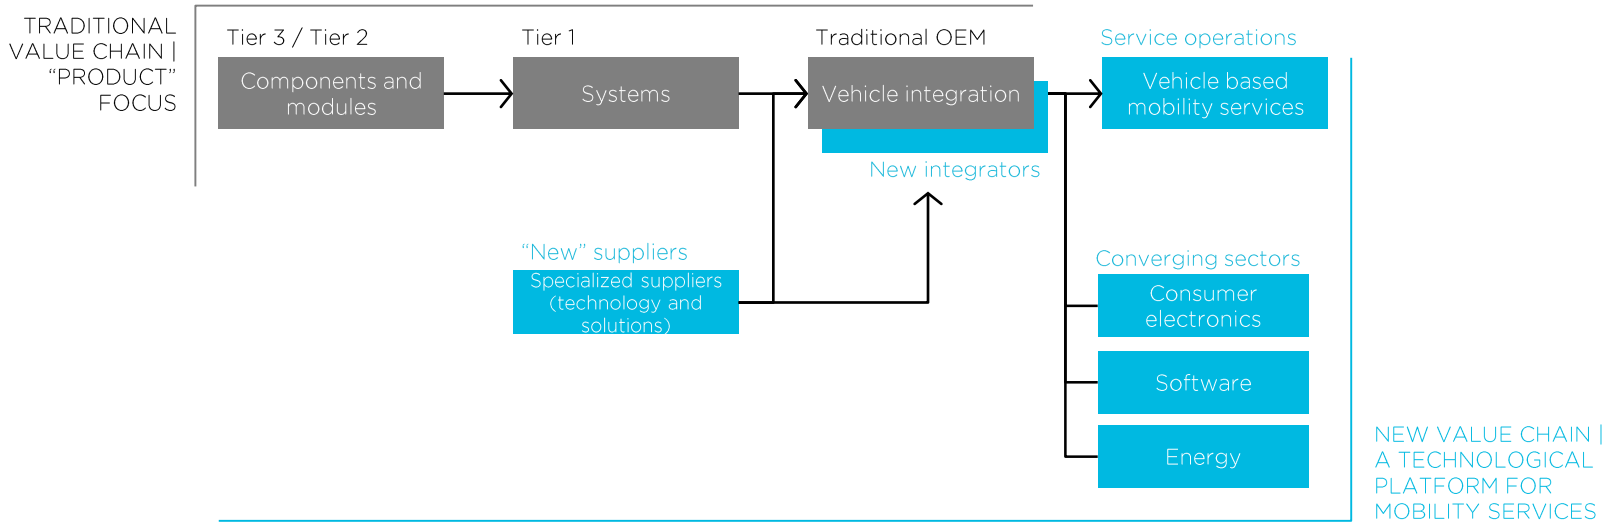 TRADITIONAL
VALUE CHAIN |
“PRODUCT”
FOCUS
Tier 3 / Tier 2
Components and
modules
Tier 1
Systems
Traditional OEM
Vehicle integration
New integrators
Service operations
Vehicle based
mobility services
“New” suppliers
Specialized suppliers
(technology and
solutions)
Converging sectors
Consumer
electronics
Software
Energy
NEW VALUE CHAIN |
A TECHNOLOGICAL
PLATFORM FOR
MOBILITY SERVICES